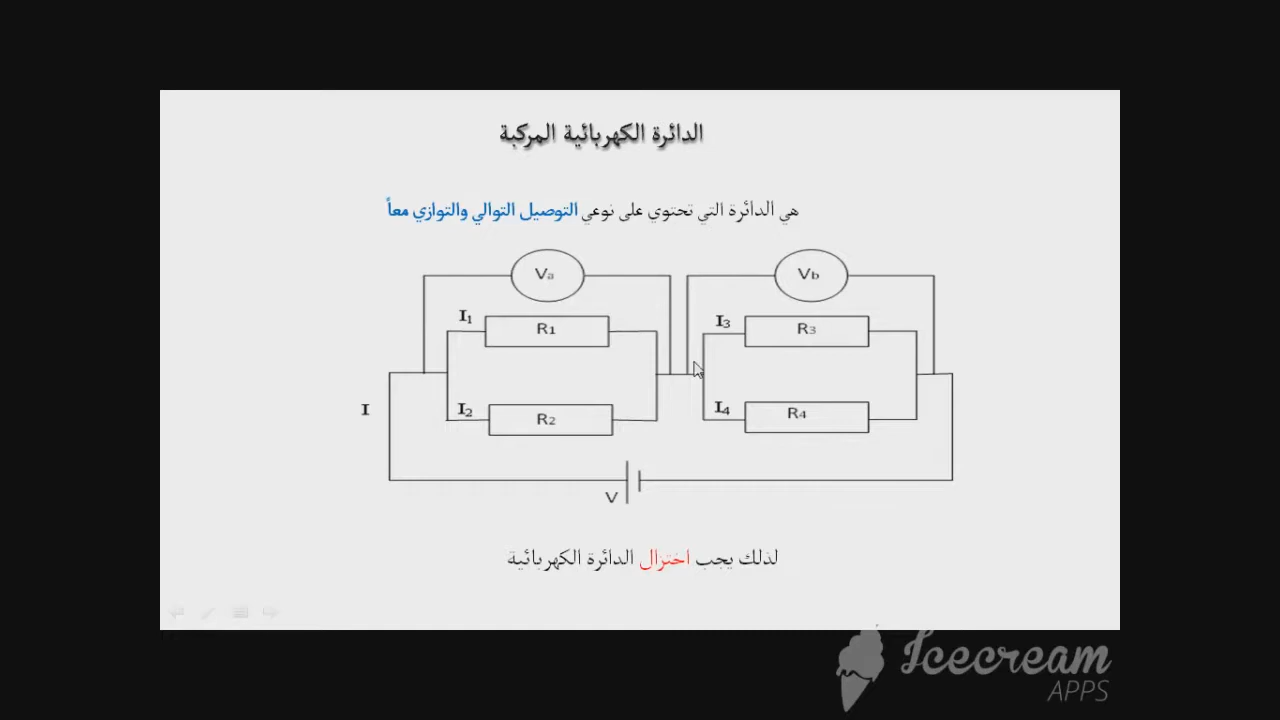 الدائرة الكهربائية المركبة
هي الدائرة التي تحتوي على نوعي التوصيل التوالي والتوازي معاً
Va
Vb
I1
R1
I3
R3
I
I2
R2
I4
R4
V
لذلك يجب اختزال الدائرة الكهربائية
Icecream
APPS